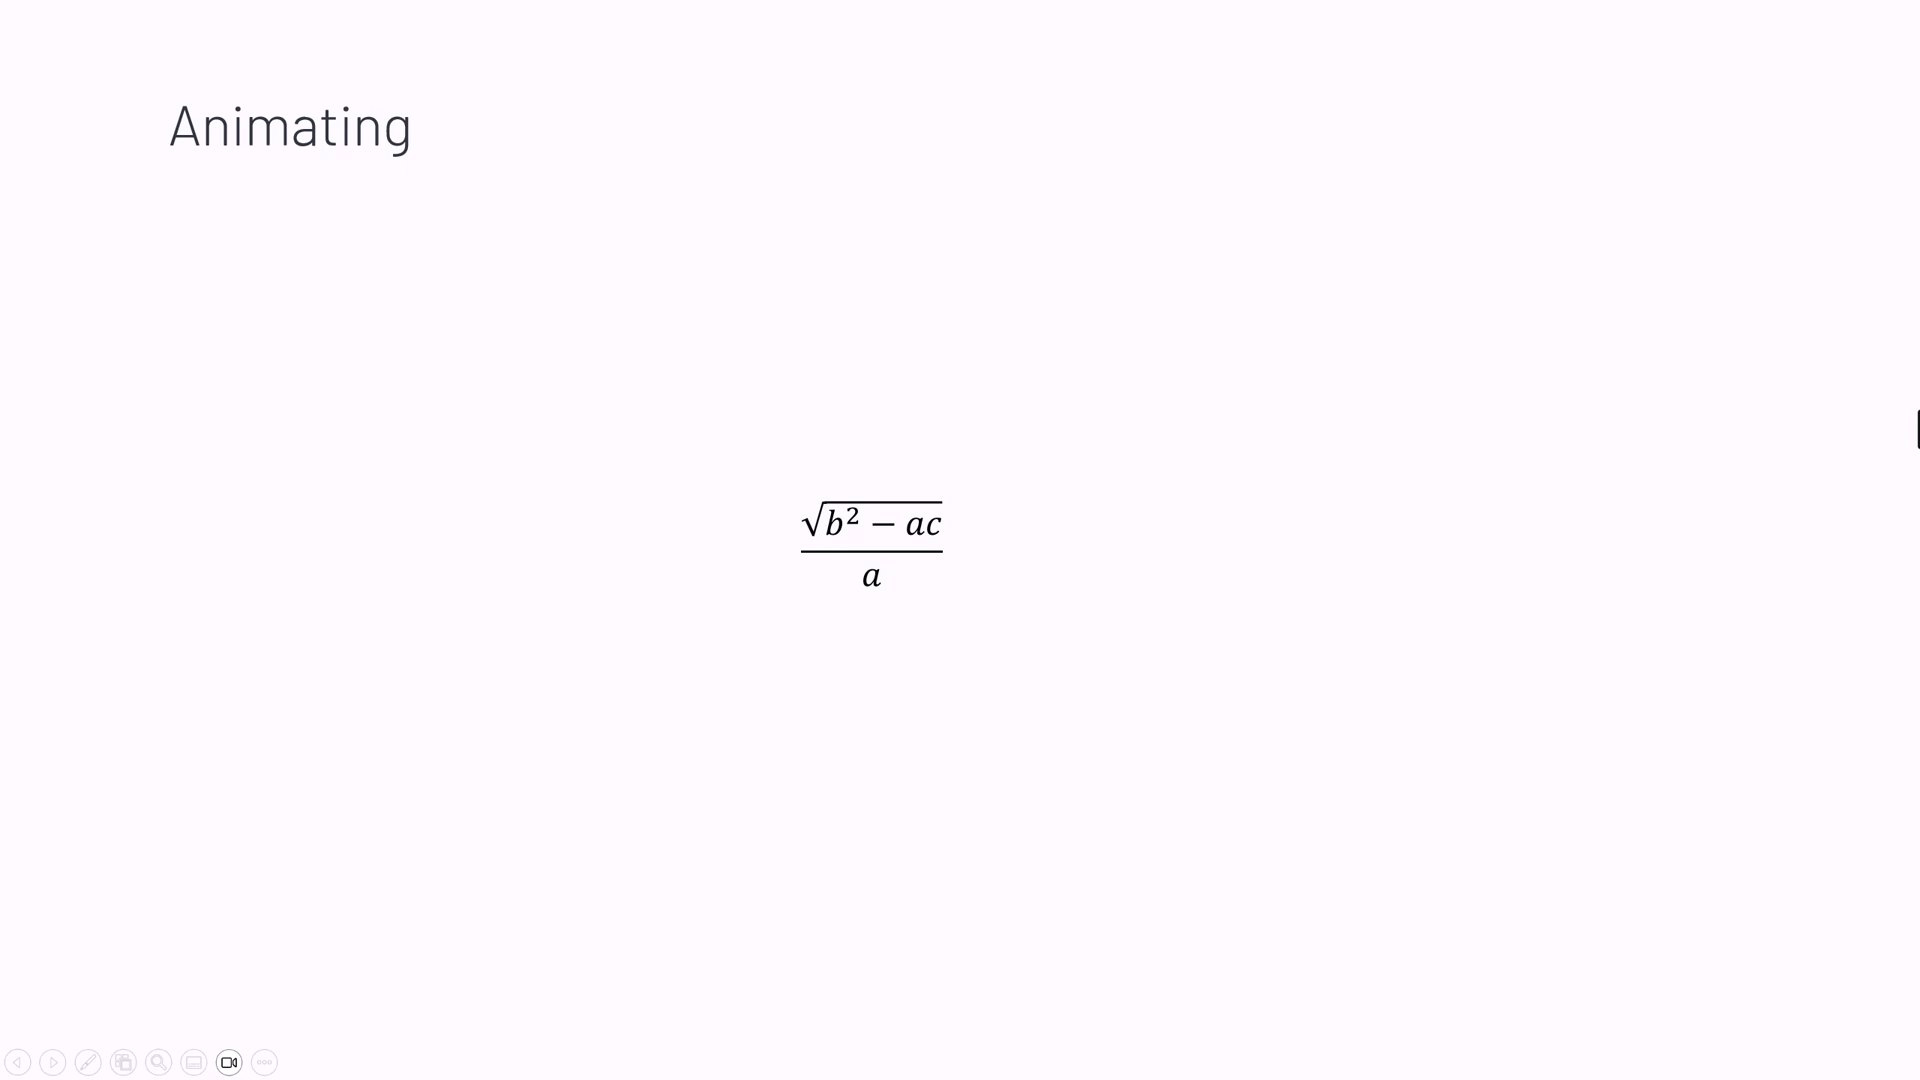 Animating
√(b² − ac)
a